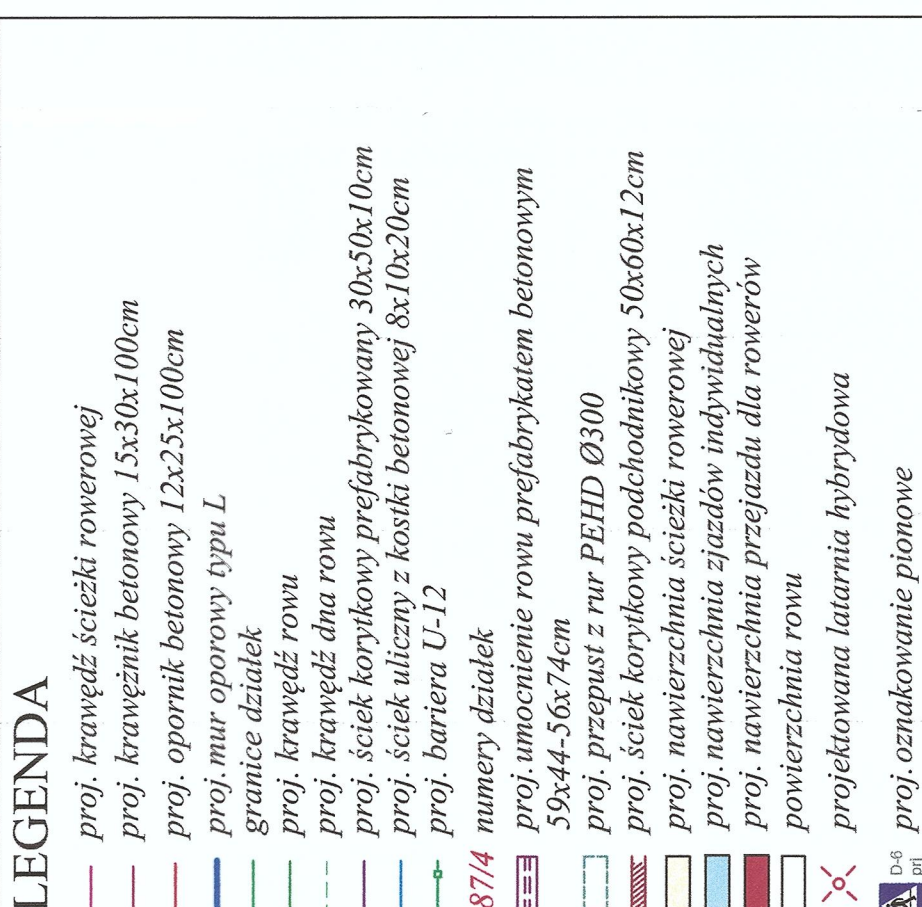 LEGENDA
proj. krawędź ścieżki rowerowej
proj. krawężnik betonowy 15x30x100cm
proj. opornik betonowy 12x25x100cm
proj. mur oporowy typu L
granice działek
proj. krawędź rowu
proj. krawędź dna rowu
proj. ściek korytkowy prefabrykowany 30x50x10cm
proj. ściek uliczny z kostki betonowej 8x10x20cm
proj. bariera U-12
87/4 numery działek
proj. umocnienie rowu prefabrykatem betonowym
59x44-56x74cm
proj. przepust z rur PEHD Ø300
proj. ściek korytkowy podchodnikowy 50x60x12cm
proj. nawierzchnia ścieżki rowerowej
proj. nawierzchnia zjazdów indywidualnych
proj. nawierzchnia przejazdu dla rowerów
powierzchnia rowu
projektowana latarnia hybrydowa
D-6
prj
proj. oznakowanie pionowe